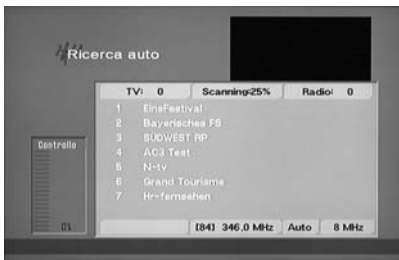 Ricerca auto
TV: 0 Scanning:25% Radio: 0
1 EinsFestival
2 Bayerisches FS
3 SÜDWEST RP
4 AC3 Test
5 N-tv
6 Grand Tourisme
7 Hr-fernsehen
Controllo
0%
[84] 346.0 MHz Auto 8 MHz